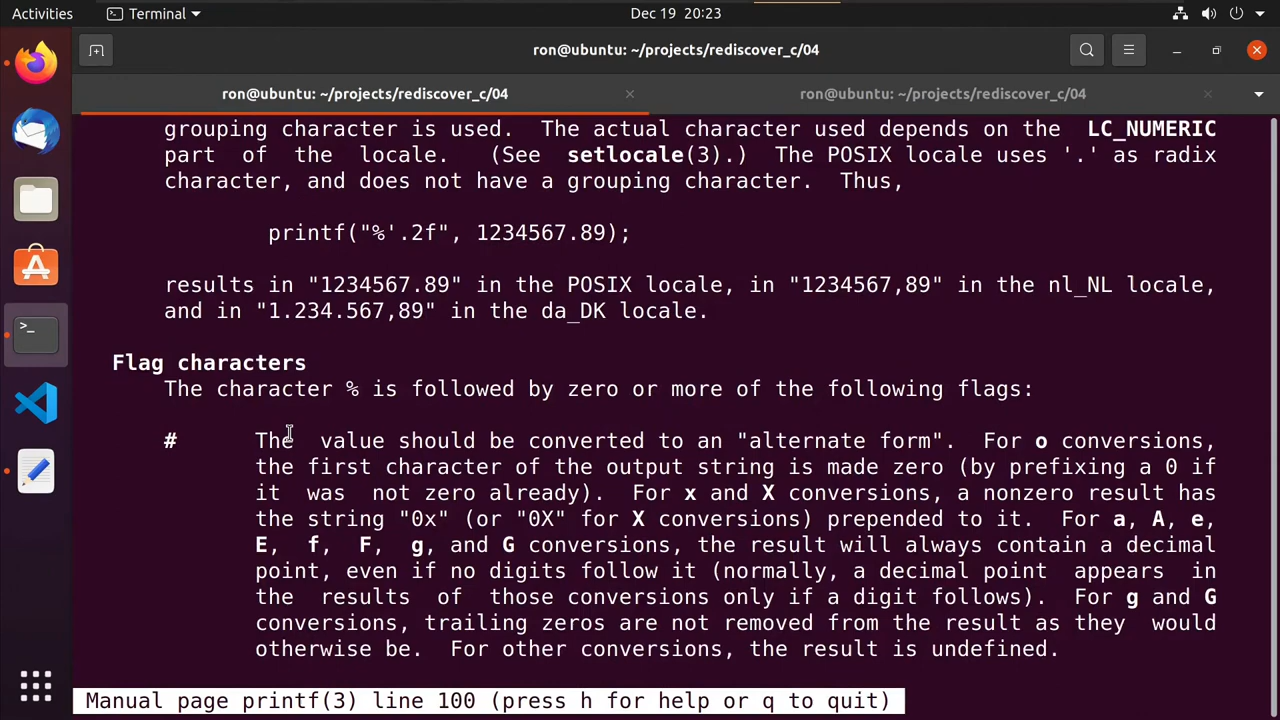 Activities
Terminal
Dec 19 20:23
ron@ubuntu: ~/projects/rediscover_c/04
ron@ubuntu: ~/projects/rediscover_c/04
ron@ubuntu: ~/projects/rediscover_c/04
grouping character is used. The actual character used depends on the LC_NUMERIC
part of the locale. (See setlocale(3).) The POSIX locale uses '.' as radix
character, and does not have a grouping character. Thus,
printf("%'.2f", 1234567.89);
results in "1234567.89" in the POSIX locale, in "1234567,89" in the nl_NL locale,
and in "1.234.567,89" in the da_DK locale.
Flag characters
The character % is followed by zero or more of the following flags:
# The value should be converted to an "alternate form". For o conversions,
the first character of the output string is made zero (by prefixing a 0 if
it was not zero already). For x and X conversions, a nonzero result has
the string "0x" (or "0X" for X conversions) prepended to it. For a, A, e,
E, f, F, g, and G conversions, the result will always contain a decimal
point, even if no digits follow it (normally, a decimal point appears in
the results of those conversions only if a digit follows). For g and G
conversions, trailing zeros are not removed from the result as they would
otherwise be. For other conversions, the result is undefined.
Manual page printf(3) line 100 (press h for help or q to quit)